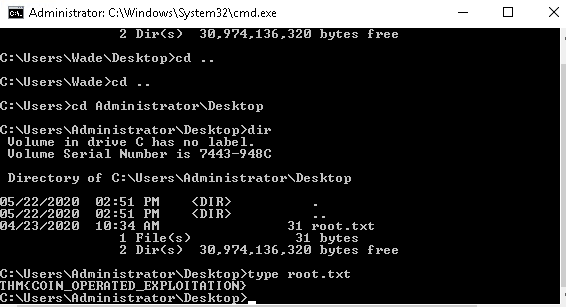 Administrator: C:\Windows\System32\cmd.exe
2 Dir(s)  30,974,136,320 bytes free
C:\Users\Wade\Desktop>cd ..
C:\Users\Wade>cd ..
C:\Users>cd Administrator\Desktop
C:\Users\Administrator\Desktop>dir
Volume in drive C has no label.
Volume Serial Number is 7443-948C
Directory of C:\Users\Administrator\Desktop
05/22/2020  02:51 PM    <DIR>          .
05/22/2020  02:51 PM    <DIR>          ..
04/23/2020  10:34 AM                31 root.txt
1 File(s)             31 bytes
2 Dir(s)  30,974,136,320 bytes free
C:\Users\Administrator\Desktop>type root.txt
THM{COIN_OPERATED_EXPLOITATION}
C:\Users\Administrator\Desktop>